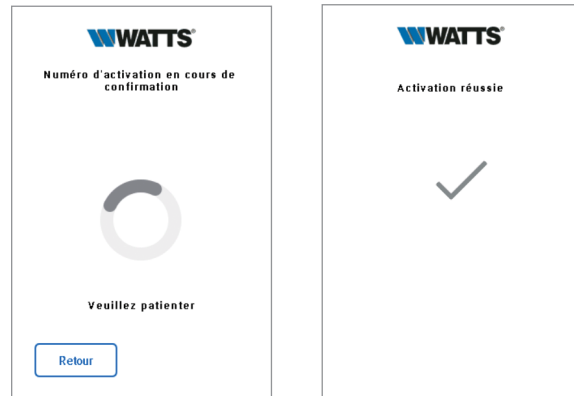 WATTS®
Numéro d'activation en cours de
confirmation
Veuillez patienter
Retour
WATTS®
Activation réussie